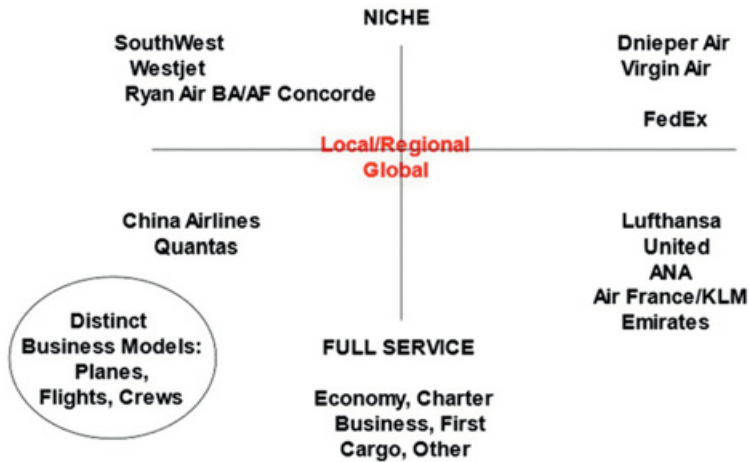 NICHE
SouthWest
Westjet
Ryan Air BA/AF Concorde
Dnieper Air
Virgin Air
FedEx
Local/Regional
Global
China Airlines
Quantas
Lufthansa
United
ANA
Air France/KLM
Emirates
Distinct
Business Models:
Planes,
Flights, Crews
FULL SERVICE
Economy, Charter
Business, First
Cargo, Other